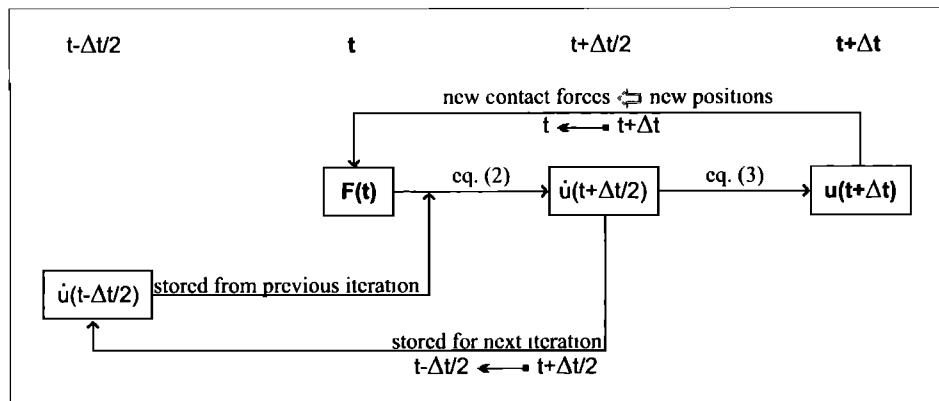 t-Δt/2 t t+Δt/2 t+Δt
new contact forces ⇦ new positions
t ← t+Δt
F(t) eq. (2) u̇(t+Δt/2) eq. (3) u(t+Δt)
u̇(t-Δt/2) stored from previous iteration
stored for next iteration
t-Δt/2 ← t+Δt/2